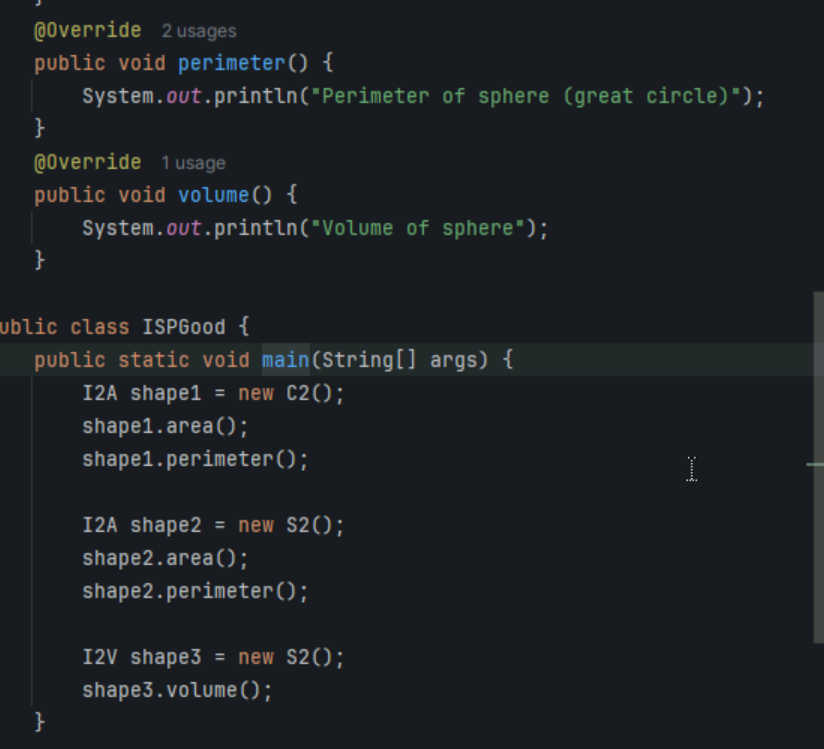 }
@Override 2 usages
public void perimeter() {
System.out.println("Perimeter of sphere (great circle)");
}
@Override 1 usage
public void volume() {
System.out.println("Volume of sphere");
}
ublic class ISPGood {
public static void main(String[] args) {
I2A shape1 = new C2();
shape1.area();
shape1.perimeter();
I2A shape2 = new S2();
shape2.area();
shape2.perimeter();
I2V shape3 = new S2();
shape3.volume();
}